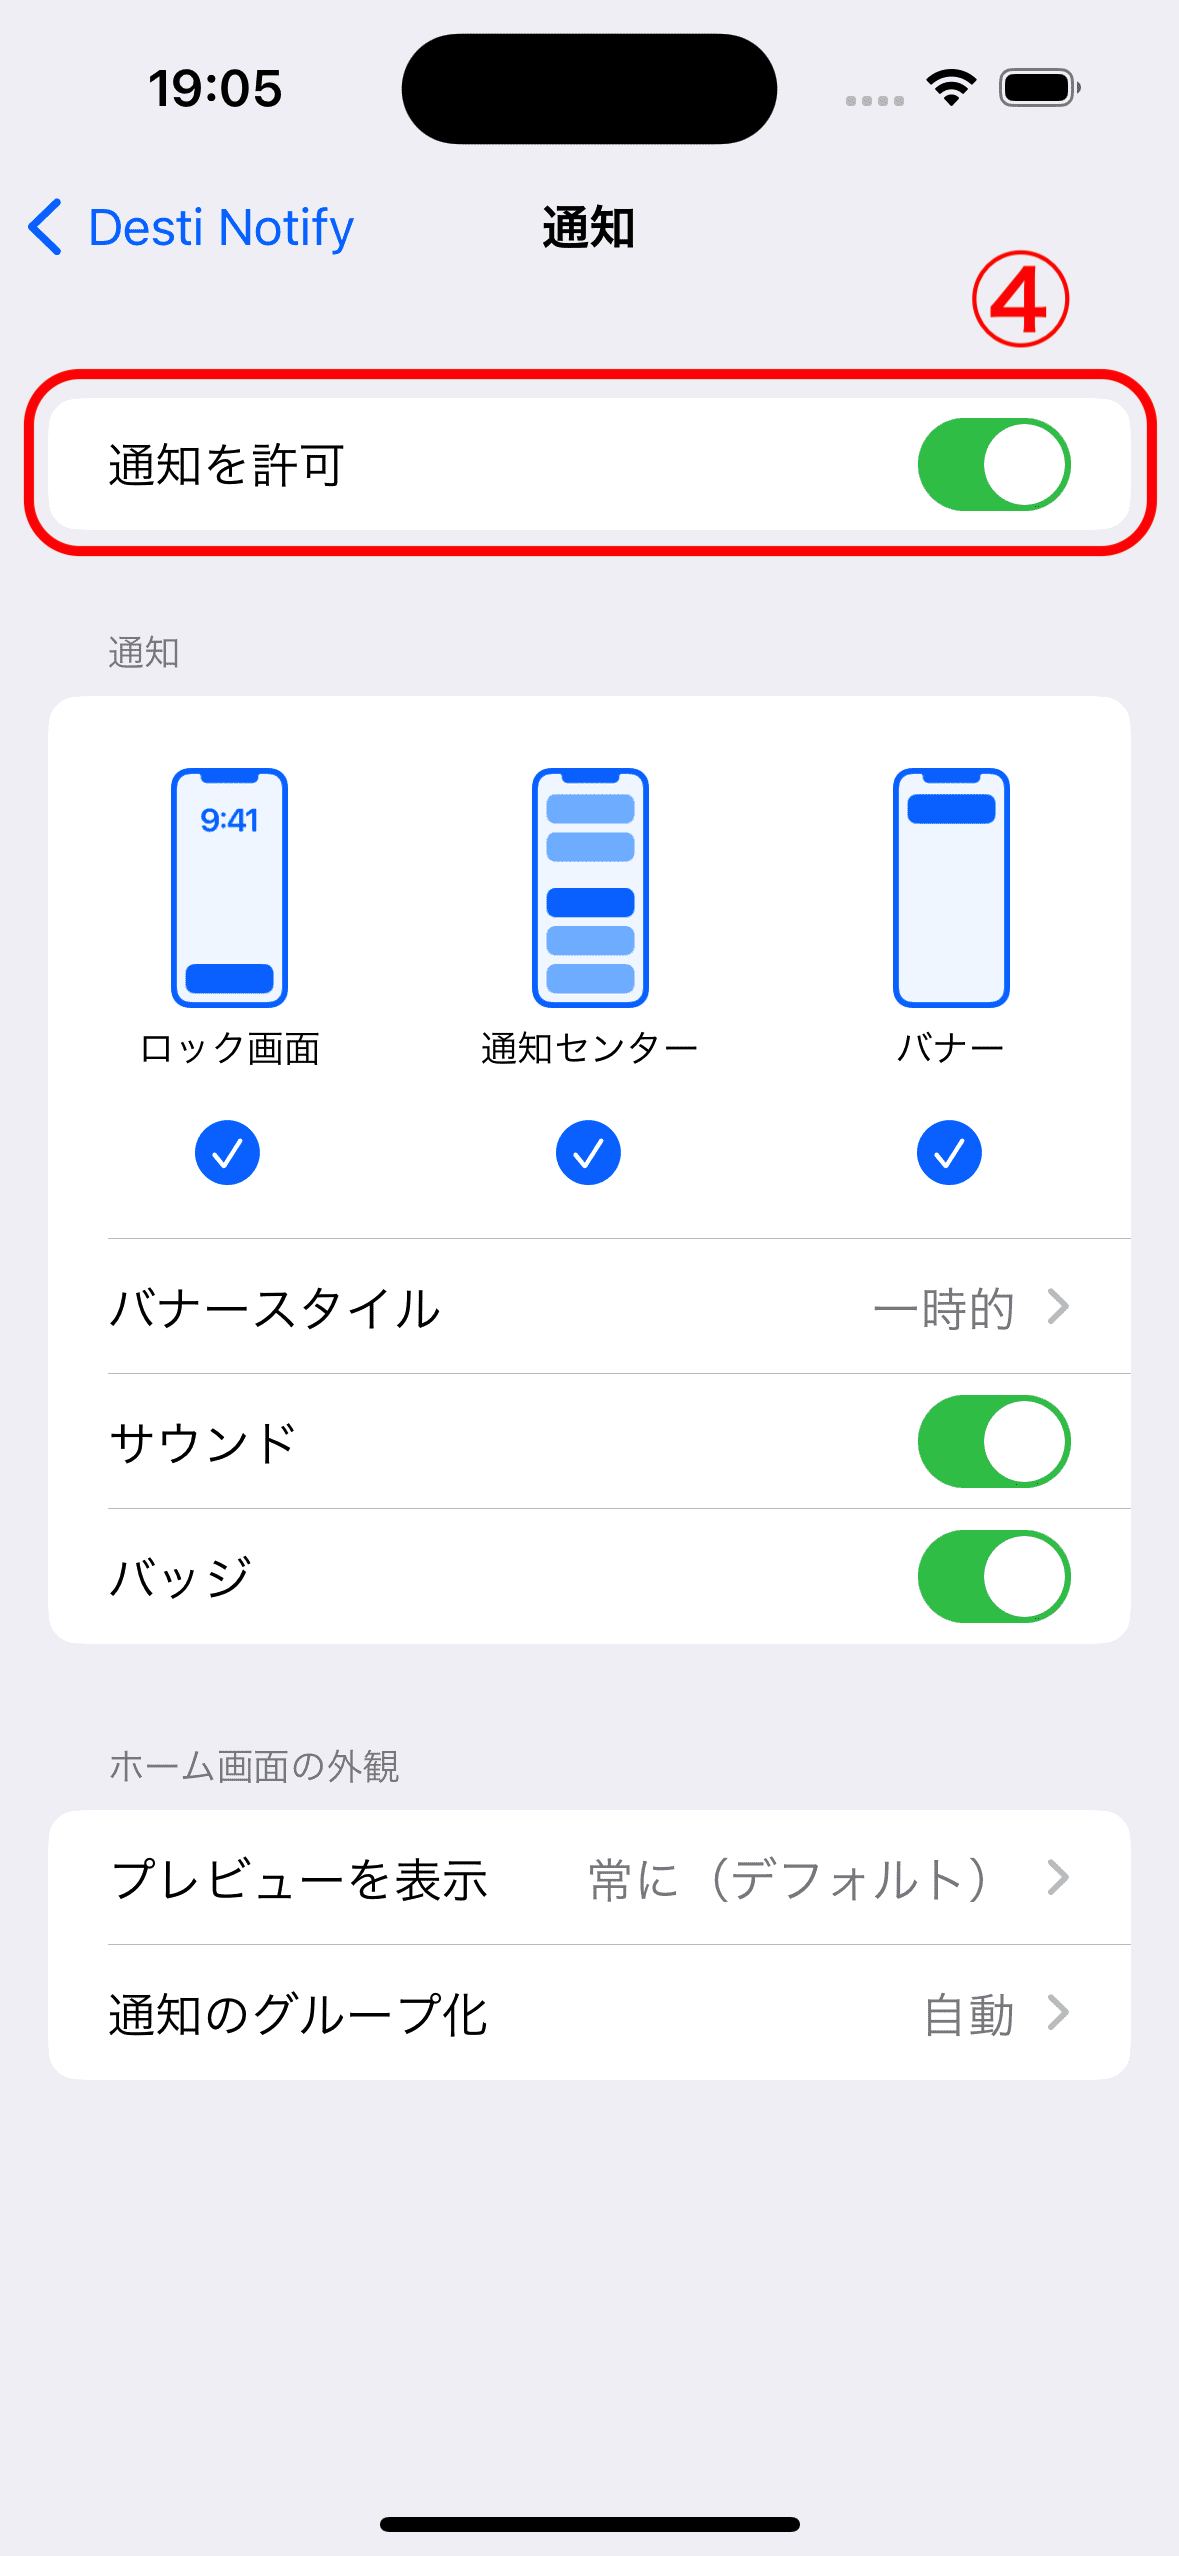 19:05
Desti Notify 通知
④
通知を許可
通知
9:41
ロック画面 通知センター バナー
バナースタイル 一時的
サウンド
バッジ
ホーム画面の外観
プレビューを表示 常に（デフォルト）
通知のグループ化 自動